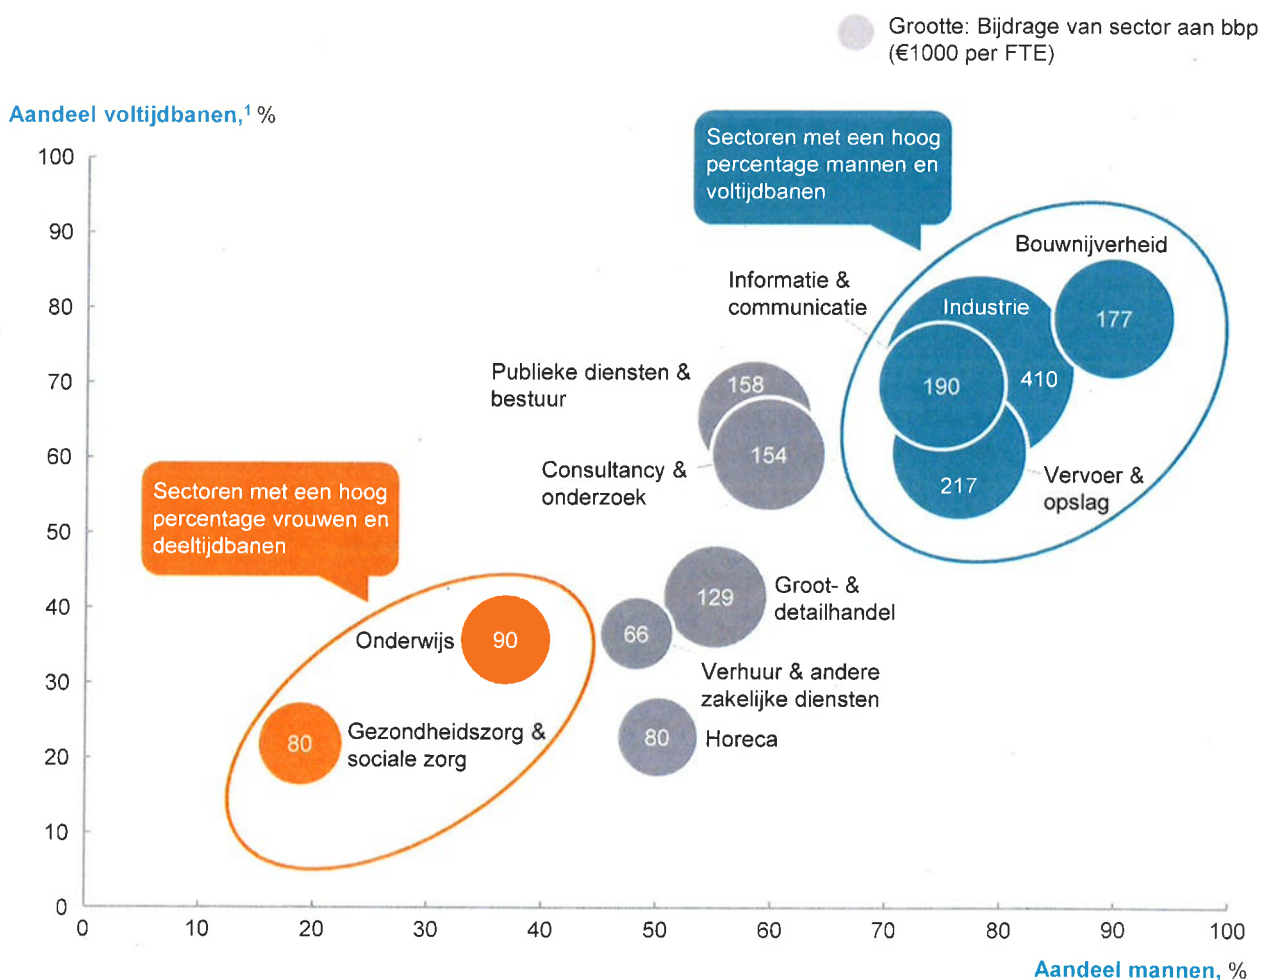 Grootte: Bijdrage van sector aan bbp
(€1000 per FTE)
Aandeel voltijdbanen,¹ %
100
90
80
70
60
50
40
30
20
10
0
Sectoren met een hoog
percentage mannen en
voltijdbanen
Bouwnijverheid
177
Informatie &
communicatie
Industrie
410
190
Publieke diensten &
bestuur
158
Consultancy &
onderzoek
154
217
Vervoer &
opslag
Sectoren met een hoog
percentage vrouwen en
deeltijdbanen
129
Groot- &
detailhandel
Onderwijs
90
66
Verhuur & andere
zakelijke diensten
80
Gezondheidszorg &
sociale zorg
80
Horeca
0
10
20
30
40
50
60
70
80
90
100
Aandeel mannen, %